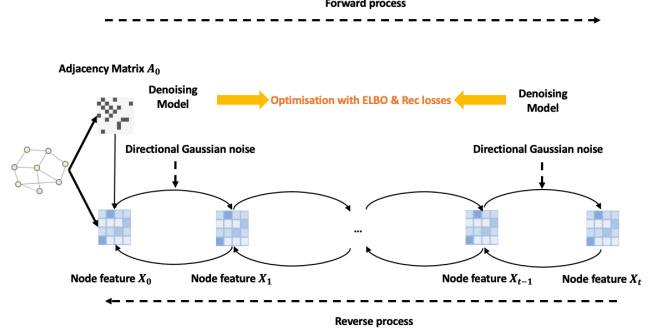 Forward process
Adjacency Matrix A₀
Denoising
Model
Optimisation with ELBO & Rec losses
Denoising
Model
Directional Gaussian noise
Directional Gaussian noise
...
Node feature X₀
Node feature X₁
Node feature Xₜ₋₁
Node feature Xₜ
Reverse process